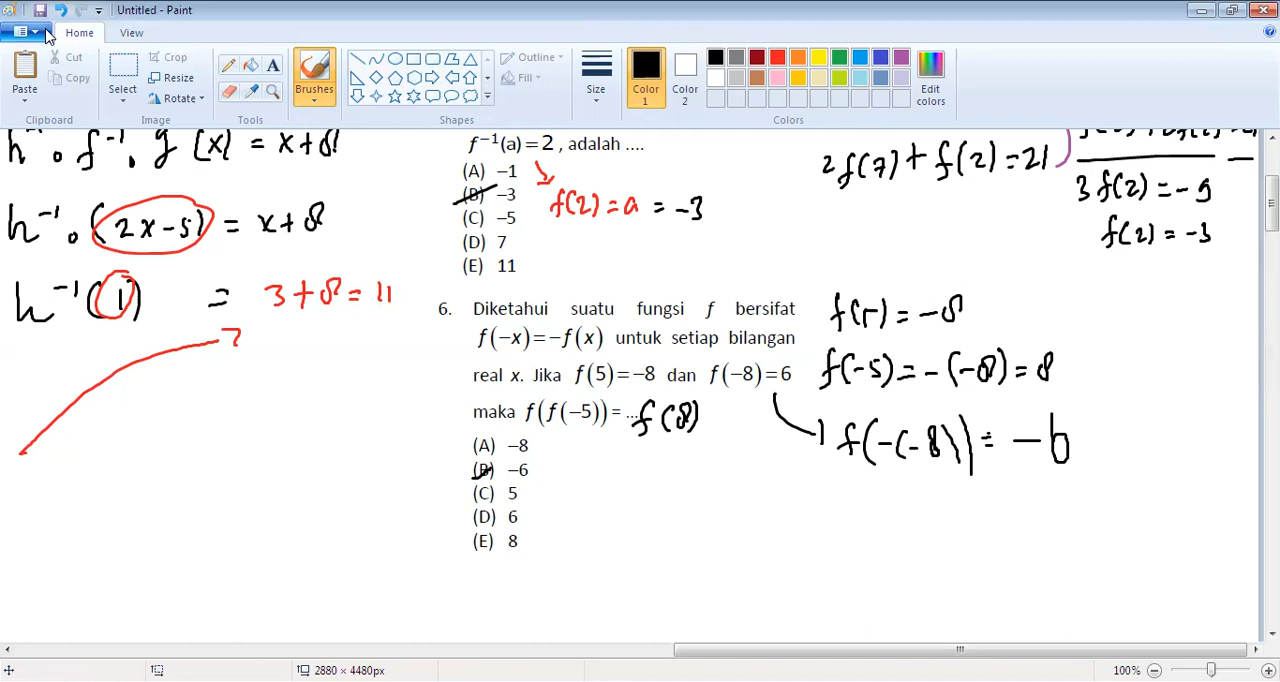 Untitled - Paint
Home
View
Paste
Cut
Copy
Clipboard
Select
Crop
Resize
Rotate
Image
A
Tools
Brushes
Shapes
Outline
Fill
Size
Color 1
Color 2
Edit colors
Colors
h⁻¹ ∘ f⁻¹ ∘ g (x) = x + 8
h⁻¹ ∘ (2x - 5) = x + 8
h⁻¹(1) = 3 + 8 = 11
f⁻¹(a) = 2 , adalah ....
(A) −1
(B) −3
(C) −5
(D) 7
(E) 11
f(2) = a = -3
2f(7) + f(2) = 21
3f(2) = -9
f(2) = -3
6. Diketahui suatu fungsi f bersifat
f(−x) = −f(x) untuk setiap bilangan
real x. Jika f(5) = −8 dan f(−8) = 6
maka f(f(−5)) = ... f(8)
(A) −8
(B) −6
(C) 5
(D) 6
(E) 8
f(5) = -8
f(-5) = -(-8) = 8
f(-(-8)) = -6
2880 × 4480px
100%